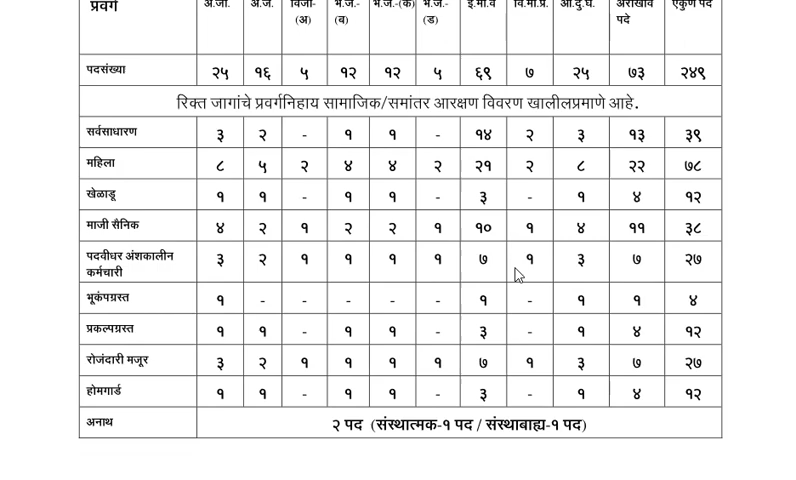 प्रवर्ग अ.जा. अ.ज. विजा- भ.ज.- भ.ज.-(क) भ.ज.- इ.मा.व वि.मा.प्र. आ.दु.घ. अराखीव एकुण पदे
(अ) (ब) (ड) पदे
पदसंख्या २५ १६ ५ १२ १२ ५ ६९ ७ २५ ७३ २४९
रिक्त जागांचे प्रवर्गनिहाय सामाजिक/समांतर आरक्षण विवरण खालीलप्रमाणे आहे.
सर्वसाधारण ३ २ - १ १ - १४ २ ३ १३ ३९
महिला ८ ५ २ ४ ४ २ २१ २ ८ २२ ७८
खेळाडू १ १ - १ १ - ३ - १ ४ १२
माजी सैनिक ४ २ १ २ २ १ १० १ ४ ११ ३८
पदवीधर अंशकालीन ३ २ १ १ १ १ ७ १ ३ ७ २७
कर्मचारी
भूकंपग्रस्त १ - - - - - १ - १ १ ४
प्रकल्पग्रस्त १ १ - १ १ - ३ - १ ४ १२
रोजंदारी मजूर ३ २ १ १ १ १ ७ १ ३ ७ २७
होमगार्ड १ १ - १ १ - ३ - १ ४ १२
अनाथ २ पद (संस्थात्मक-१ पद / संस्थाबाह्य-१ पद)